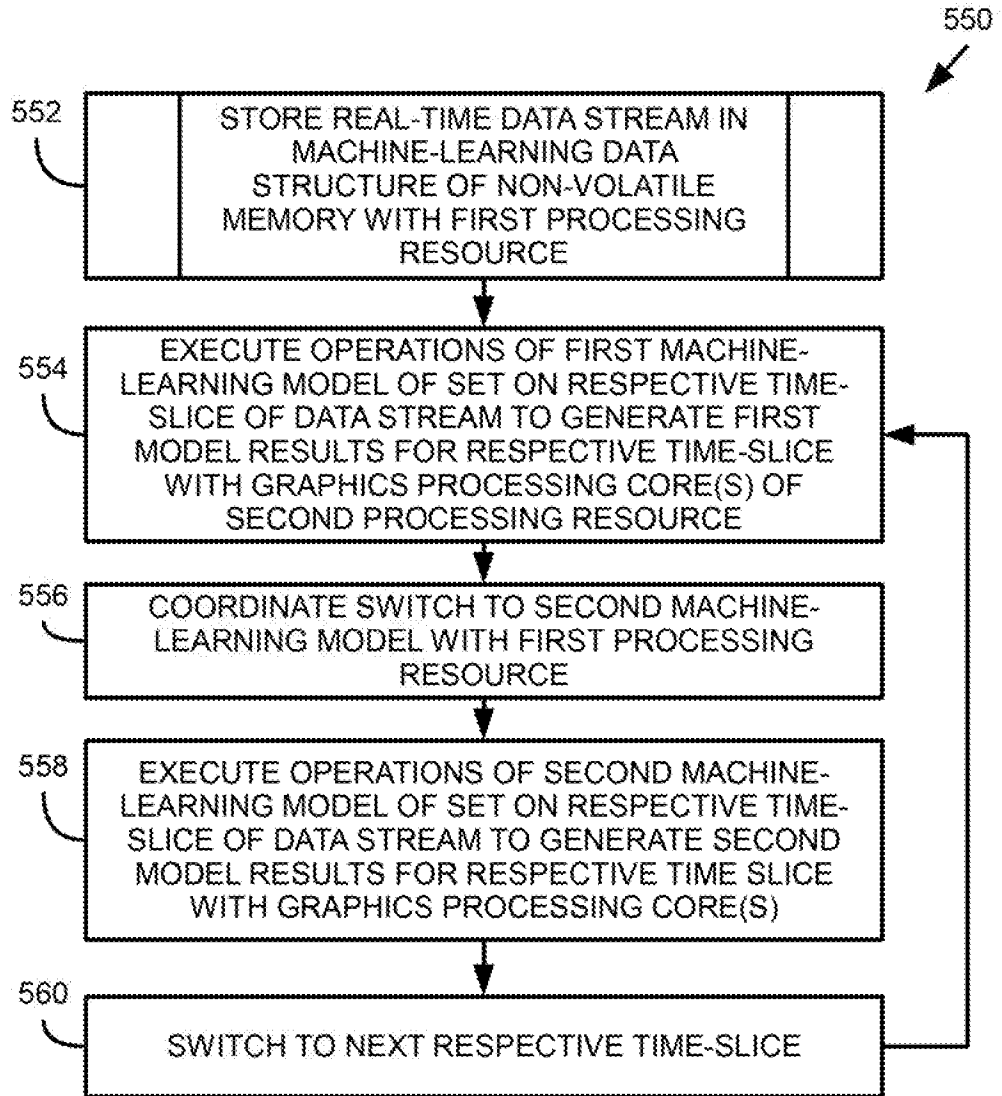 550
552
STORE REAL-TIME DATA STREAM IN
MACHINE-LEARNING DATA
STRUCTURE OF NON-VOLATILE
MEMORY WITH FIRST PROCESSING
RESOURCE
554
EXECUTE OPERATIONS OF FIRST MACHINE-
LEARNING MODEL OF SET ON RESPECTIVE TIME-
SLICE OF DATA STREAM TO GENERATE FIRST
MODEL RESULTS FOR RESPECTIVE TIME-SLICE
WITH GRAPHICS PROCESSING CORE(S) OF
SECOND PROCESSING RESOURCE
556
COORDINATE SWITCH TO SECOND MACHINE-
LEARNING MODEL WITH FIRST PROCESSING
RESOURCE
558
EXECUTE OPERATIONS OF SECOND MACHINE-
LEARNING MODEL OF SET ON RESPECTIVE TIME-
SLICE OF DATA STREAM TO GENERATE SECOND
MODEL RESULTS FOR RESPECTIVE TIME SLICE
WITH GRAPHICS PROCESSING CORE(S)
560
SWITCH TO NEXT RESPECTIVE TIME-SLICE